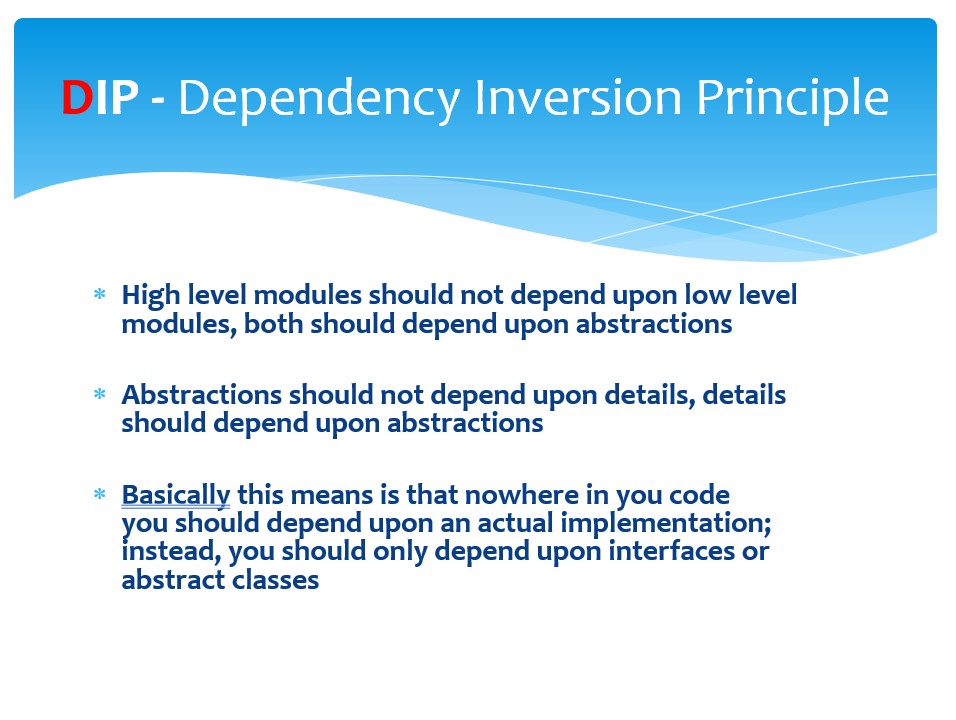 DIP - Dependency Inversion Principle
* High level modules should not depend upon low level
modules, both should depend upon abstractions
* Abstractions should not depend upon details, details
should depend upon abstractions
* Basically this means is that nowhere in you code
you should depend upon an actual implementation;
instead, you should only depend upon interfaces or
abstract classes